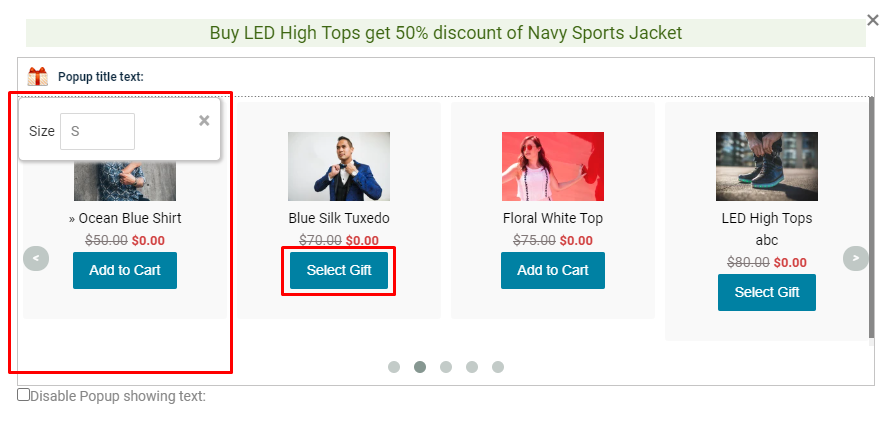 ×
Buy LED High Tops get 50% discount of Navy Sports Jacket
Popup title text:
Size S ×
» Ocean Blue Shirt
$50.00 $0.00
Add to Cart
Blue Silk Tuxedo
$70.00 $0.00
Select Gift
Floral White Top
$75.00 $0.00
Add to Cart
LED High Tops
abc
$80.00 $0.00
Select Gift
< >
Disable Popup showing text: